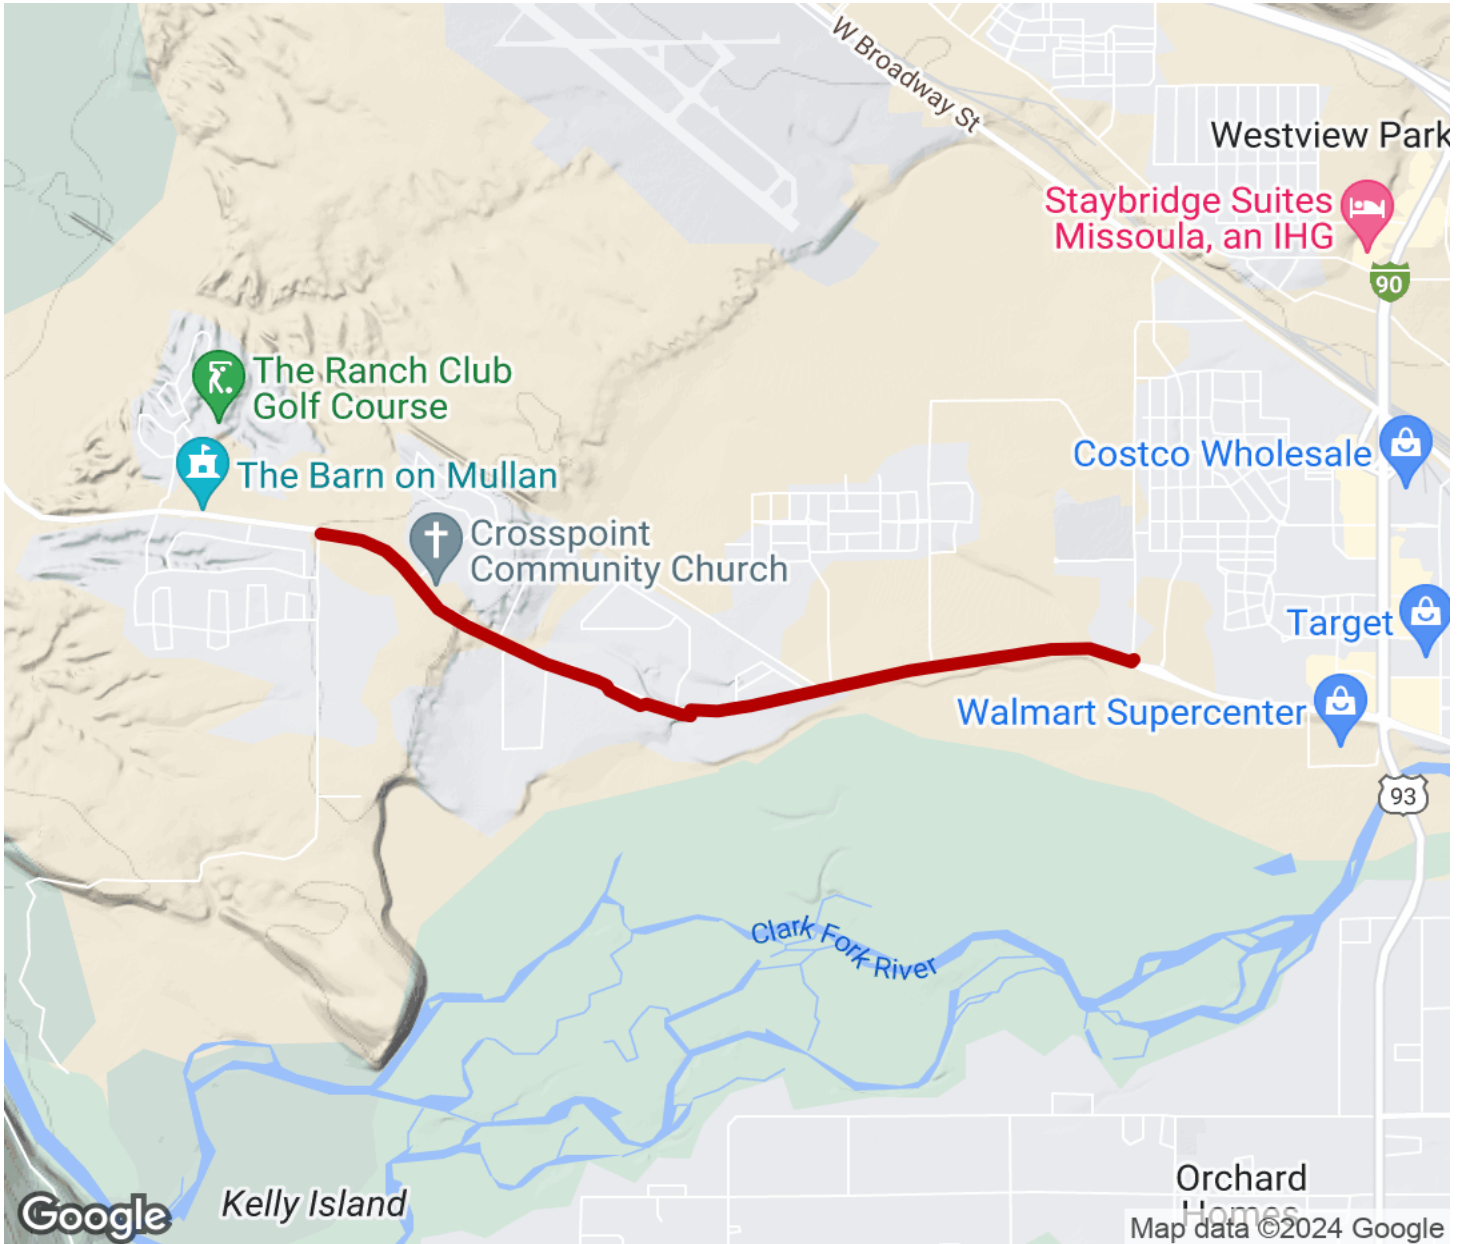 W Broadway St
Westview Park
Staybridge Suites
Missoula, an IHG
90
The Ranch Club
Golf Course
The Barn on Mullan
Costco Wholesale
Crosspoint
Community Church
Target
Walmart Supercenter
93
Clark Fork River
Kelly Island
Orchard
Homes
Google
Map data ©2024 Google